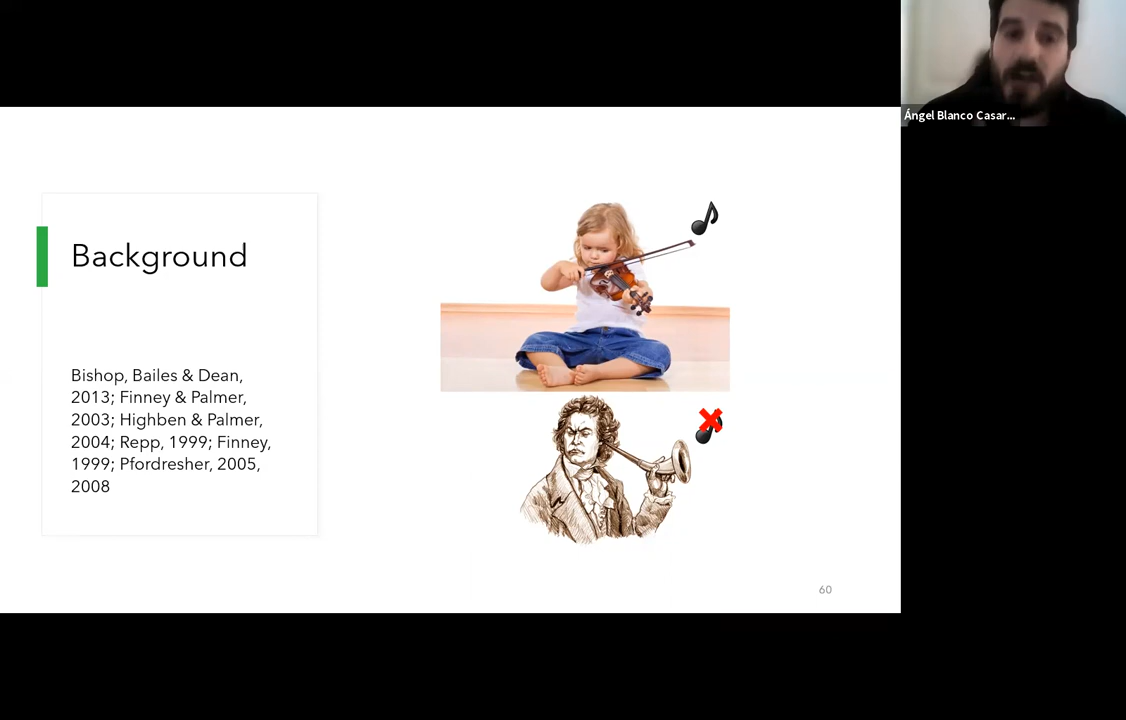 Ángel Blanco Casar...
Background
Bishop, Bailes & Dean,
2013; Finney & Palmer,
2003; Highben & Palmer,
2004; Repp, 1999; Finney,
1999; Pfordresher, 2005,
2008
60